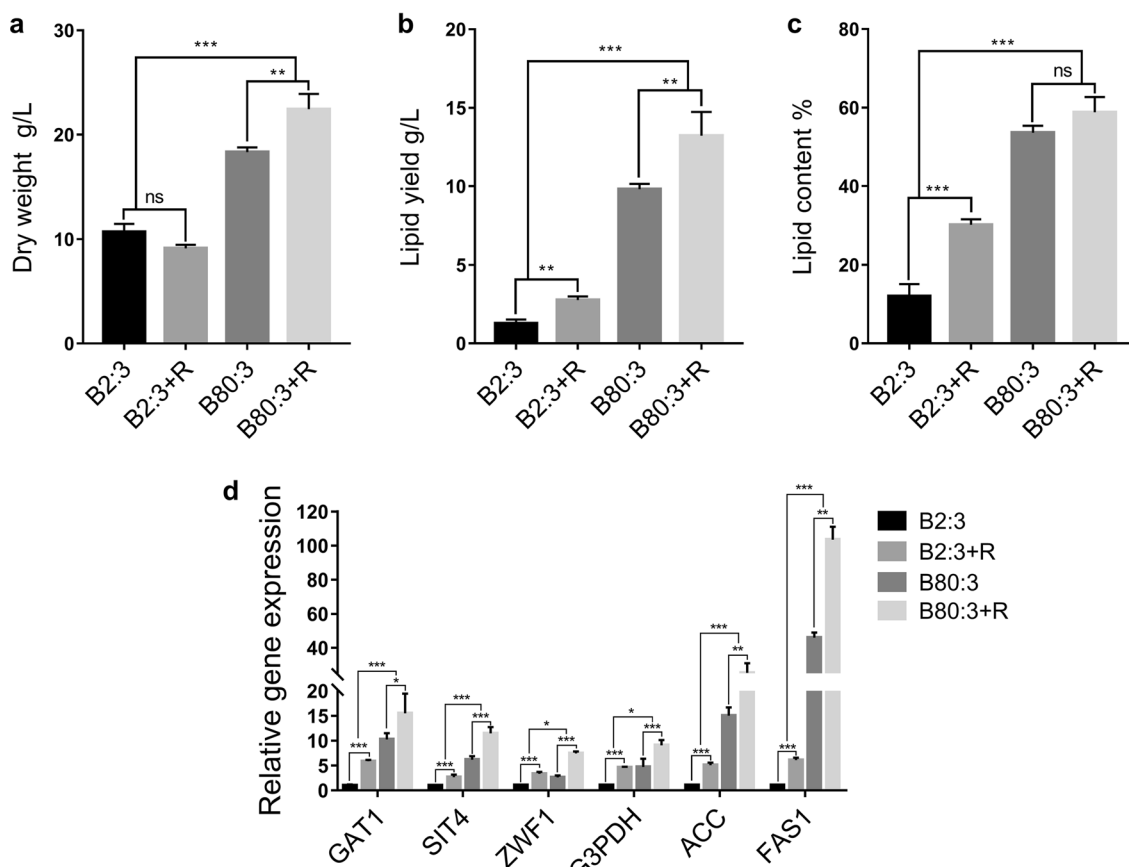 a
Dry weight g/L
30
20
10
0
***
**
ns
B2:3
B2:3+R
B80:3
B80:3+R
b
Lipid yield g/L
20
15
10
5
0
***
**
**
B2:3
B2:3+R
B80:3
B80:3+R
c
Lipid content %
80
60
40
20
0
***
ns
***
B2:3
B2:3+R
B80:3
B80:3+R
d
Relative gene expression
120
100
80
60
40
20
15
10
5
0
***
***
*
***
***
***
***
*
***
***
*
***
***
***
**
***
***
**
GAT1
SIT4
ZWF1
G3PDH
ACC
FAS1
B2:3
B2:3+R
B80:3
B80:3+R